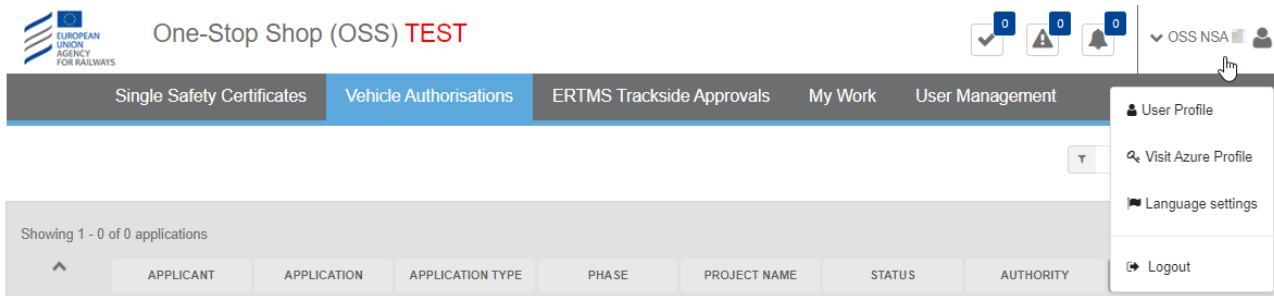 EUROPEAN
UNION
AGENCY
FOR RAILWAYS
One-Stop Shop (OSS) TEST
0 0 0
OSS NSA
Single Safety Certificates Vehicle Authorisations ERTMS Trackside Approvals My Work User Management
User Profile
Visit Azure Profile
Language settings
Logout
Showing 1 - 0 of 0 applications
APPLICANT APPLICATION APPLICATION TYPE PHASE PROJECT NAME STATUS AUTHORITY